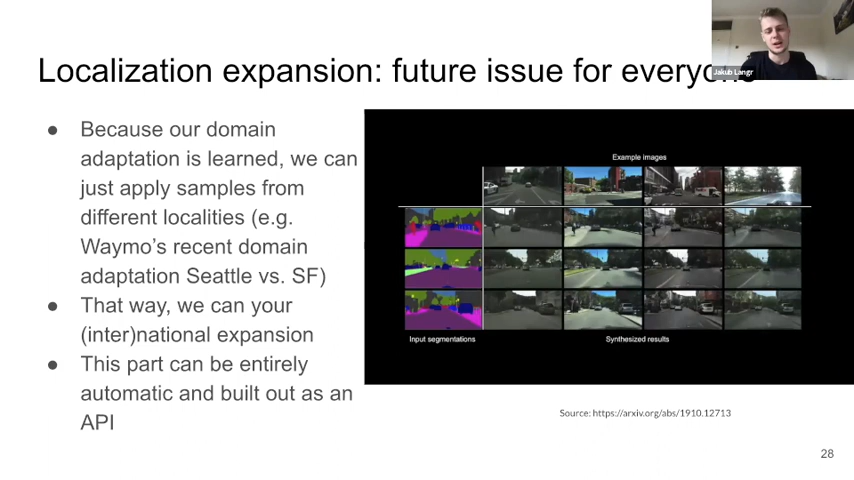 Jakub Langr
Localization expansion: future issue for everyone
● Because our domain
adaptation is learned, we can
just apply samples from
different localities (e.g.
Waymo's recent domain
adaptation Seattle vs. SF)
● That way, we can your
(inter)national expansion
● This part can be entirely
automatic and built out as an
API
Example images
Input segmentations
Synthesized results
Source: https://arxiv.org/abs/1910.12713
28